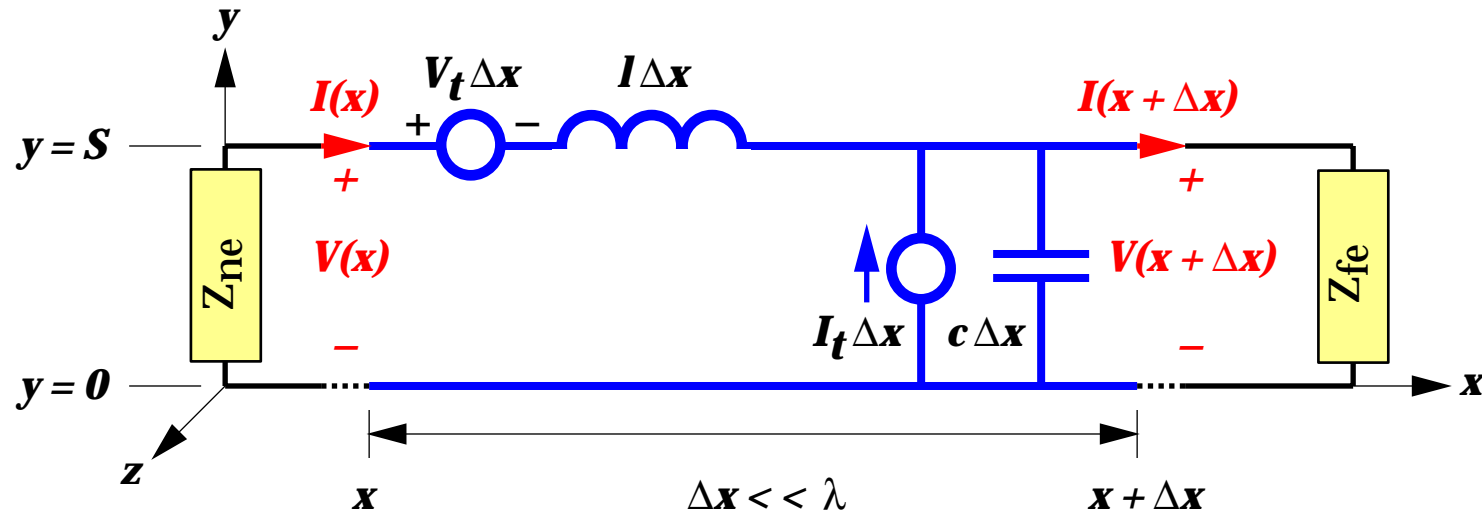 y
V_t Δx
l Δx
I(x)
I(x + Δx)
+ −
y = S
+
+
Z_ne
V(x)
V(x + Δx)
Z_fe
I_t Δx
c Δx
−
−
y = 0
x
z
x
Δx < < λ
x + Δx